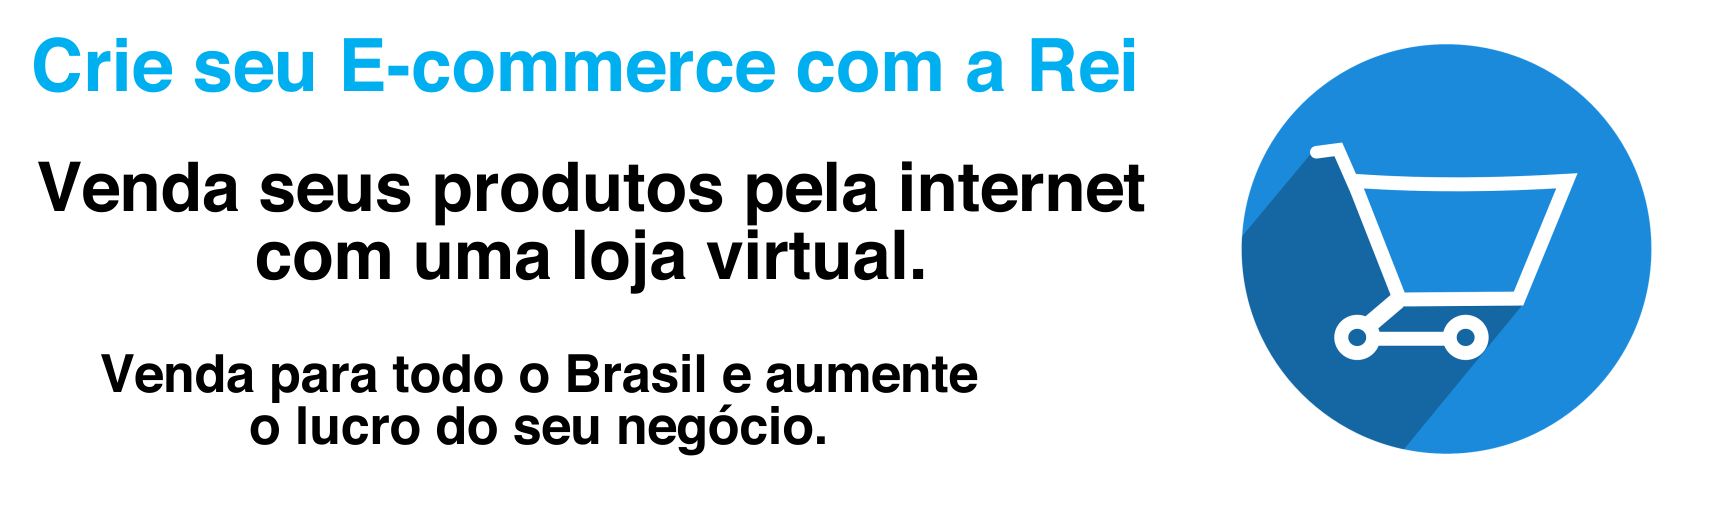 Crie seu E-commerce com a Rei
Venda seus produtos pela internet
com uma loja virtual.
Venda para todo o Brasil e aumente
o lucro do seu negócio.